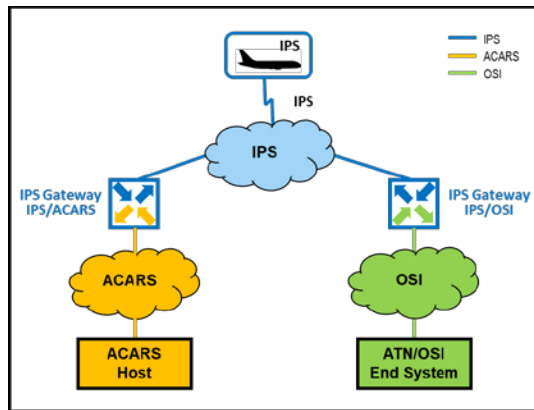 IPS
IPS
ACARS
OSI
IPS
IPS
IPS Gateway
IPS/ACARS
IPS Gateway
IPS/OSI
ACARS
OSI
ACARS
Host
ATN/OSI
End System